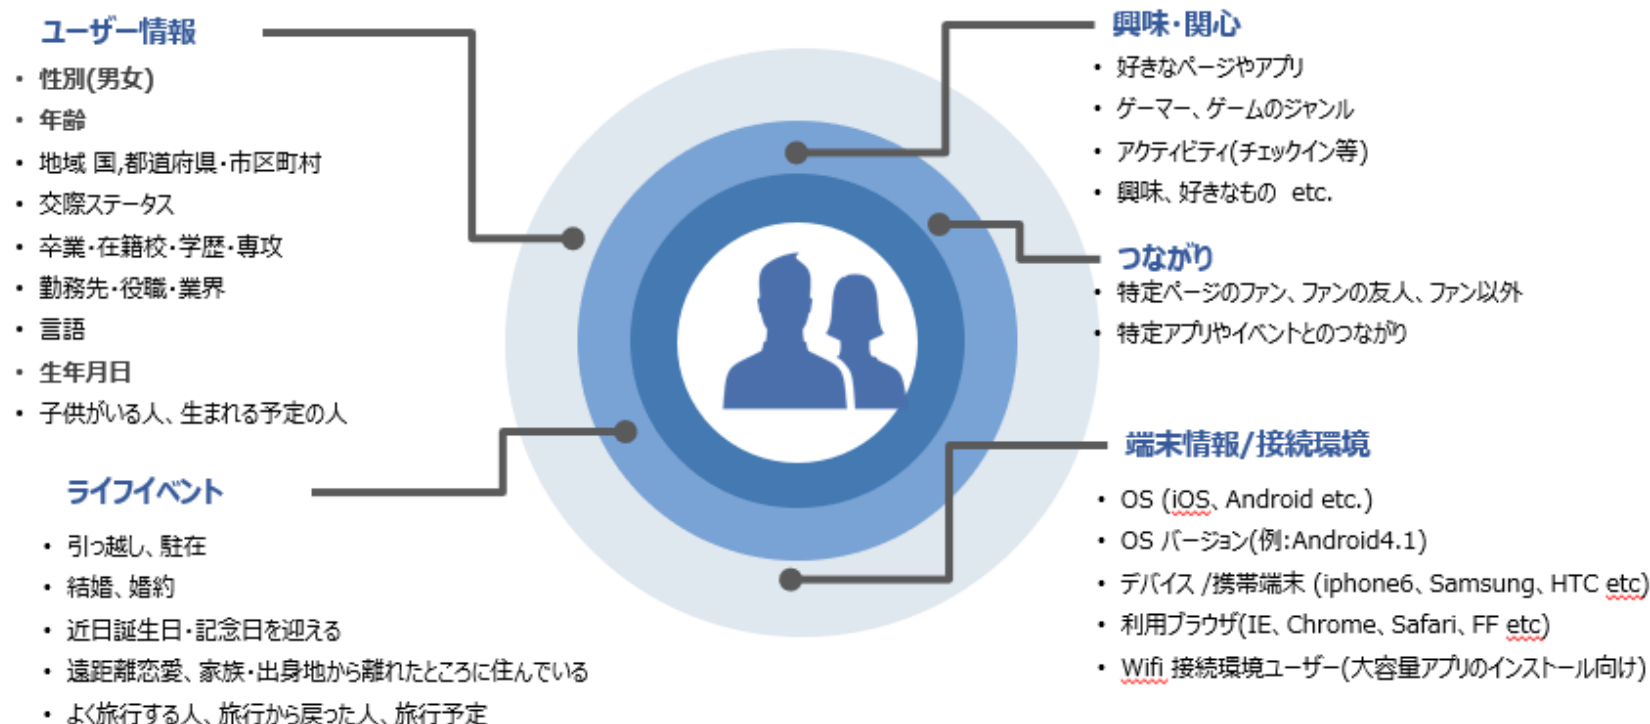 ユーザー情報
• 性別(男女)
• 年齢
• 地域 国,都道府県・市区町村
• 交際ステータス
• 卒業・在籍校・学歴・専攻
• 勤務先・役職・業界
• 言語
• 生年月日
• 子供がいる人、生まれる予定の人
ライフイベント
• 引っ越し、駐在
• 結婚、婚約
• 近日誕生日・記念日を迎える
• 遠距離恋愛、家族・出身地から離れたところに住んでいる
• よく旅行する人、旅行から戻った人、旅行予定
興味・関心
• 好きなページやアプリ
• ゲーマー、ゲームのジャンル
• アクティビティ(チェックイン等)
• 興味、好きなもの etc.
つながり
• 特定ページのファン、ファンの友人、ファン以外
• 特定アプリやイベントとのつながり
端末情報/接続環境
• OS (iOS、Android etc.)
• OS バージョン(例:Android4.1)
• デバイス /携帯端末 (iphone6、Samsung、HTC etc)
• 利用ブラウザ(IE、Chrome、Safari、FF etc)
• Wifi 接続環境ユーザー(大容量アプリのインストール向け)